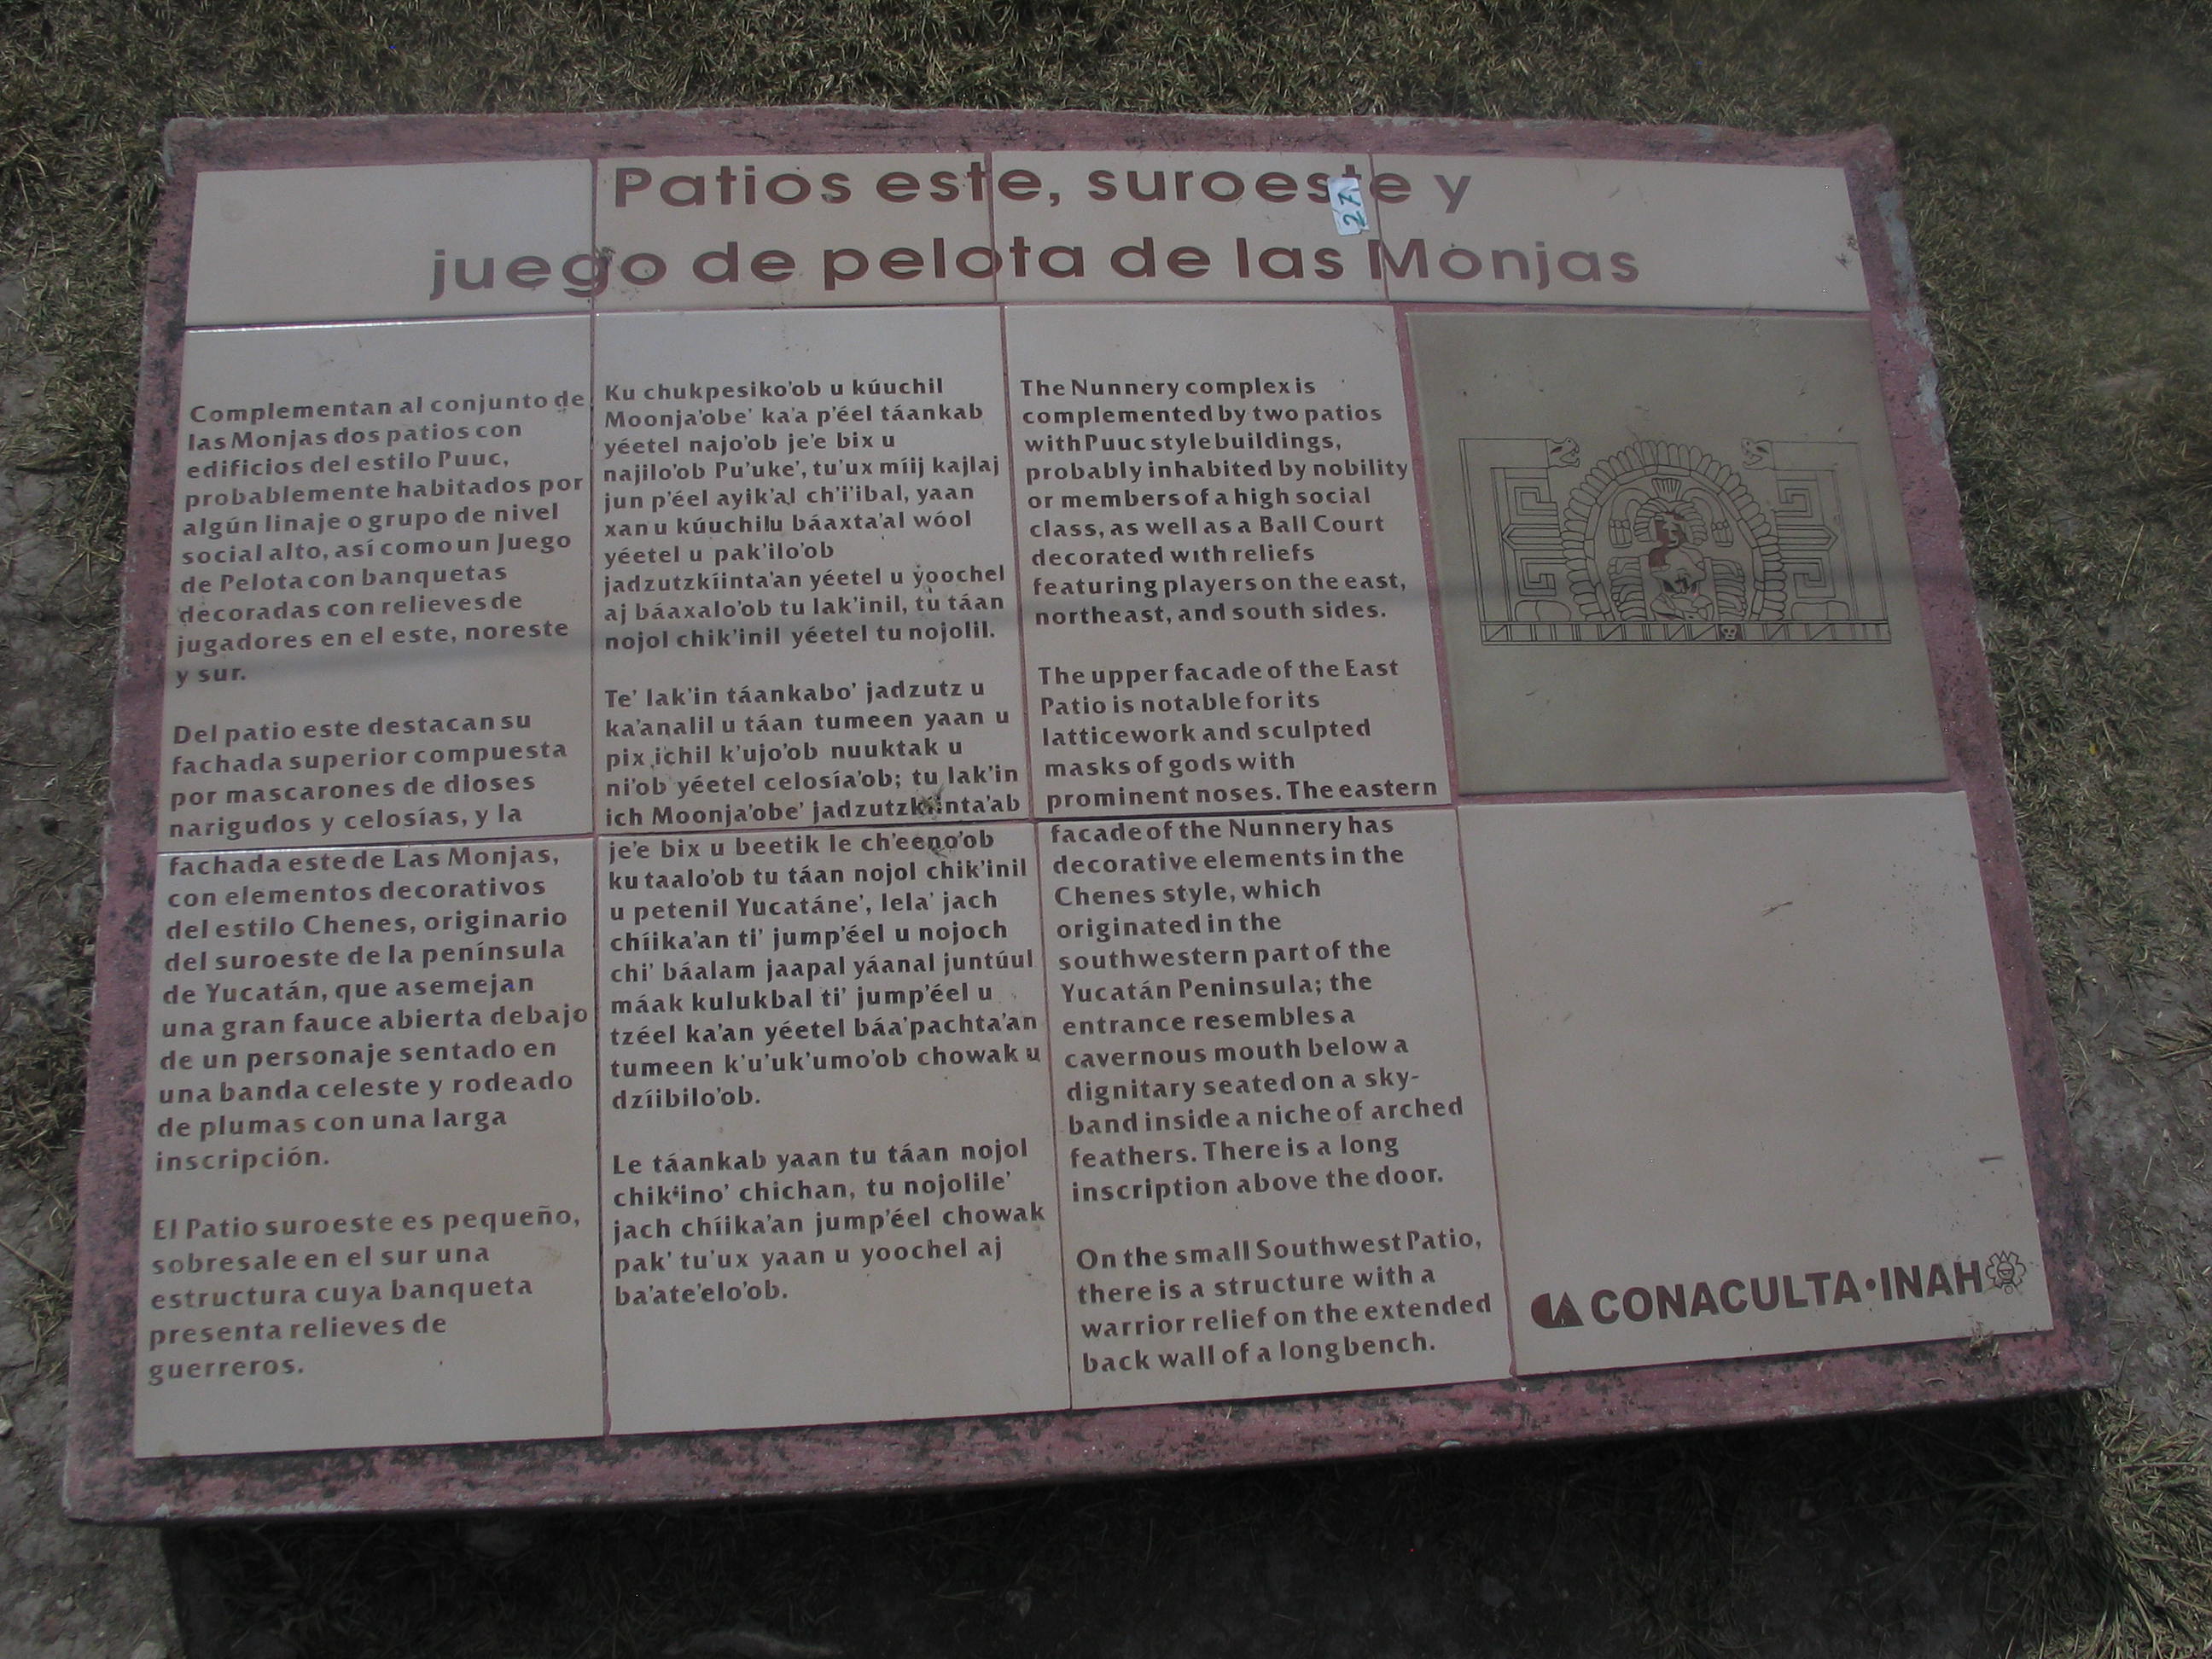 Patios este, suroeste y
juego de pelota de las Monjas
27
Complementan al conjunto de
las Monjas dos patios con
edificios del estilo Puuc,
probablemente habitados por
algún linaje o grupo de nivel
social alto, así como un Juego
de Pelota con banquetas
decoradas con relieves de
jugadores en el este, noreste
y sur.
Del patio este destacan su
fachada superior compuesta
por mascarones de dioses
narigudos y celosías, y la
fachada este de Las Monjas,
con elementos decorativos
del estilo Chenes, originario
del suroeste de la península
de Yucatán, que asemejan
una gran fauce abierta debajo
de un personaje sentado en
una banda celeste y rodeado
de plumas con una larga
inscripción.
El Patio suroeste es pequeño,
sobresale en el sur una
estructura cuya banqueta
presenta relieves de
guerreros.
Ku chukpesiko'ob u kúuchil
Moonja'obe' ka'a p'éel táankab
yéetel najo'ob je'e bix u
najilo'ob Pu'uke', tu'ux míij kajlaj
jun p'éel ayik'al ch'i'ibal, yaan
xan u kúuchilu báaxta'al wóol
yéetel u pak'ilo'ob
jadzutzkíinta'an yéetel u yoochel
aj báaxalo'ob tu lak'inil, tu táan
nojol chik'inil yéetel tu nojolil.
Te' lak'in táankabo' jadzutz u
ka'analil u táan tumeen yaan u
pix ichil k'ujo'ob nuuktak u
ni'ob yéetel celosía'ob; tu lak'in
ich Moonja'obe' jadzutzkíinta'ab
je'e bix u beetik le ch'eeno'ob
ku taalo'ob tu táan nojol chik'inil
u petenil Yucatáne', lela' jach
chíika'an ti' jump'éel u nojoch
chi' báalam jaapal yáanal juntúul
máak kulukbal ti' jump'éel u
tzéel ka'an yéetel báa'pachta'an
tumeen k'u'uk'umo'ob chowak u
dzíibilo'ob.
Le táankab yaan tu táan nojol
chik'ino' chichan, tu nojolile'
jach chíika'an jump'éel chowak
pak' tu'ux yaan u yoochel aj
ba'ate'elo'ob.
The Nunnery complex is
complemented by two patios
with Puuc style buildings,
probably inhabited by nobility
or members of a high social
class, as well as a Ball Court
decorated with reliefs
featuring players on the east,
northeast, and south sides.
The upper facade of the East
Patio is notable for its
latticework and sculpted
masks of gods with
prominent noses. The eastern
facade of the Nunnery has
decorative elements in the
Chenes style, which
originated in the
southwestern part of the
Yucatán Peninsula; the
entrance resembles a
cavernous mouth below a
dignitary seated on a sky-
band inside a niche of arched
feathers. There is a long
inscription above the door.
On the small Southwest Patio,
there is a structure with a
warrior relief on the extended
back wall of a long bench.
CONACULTA•INAH